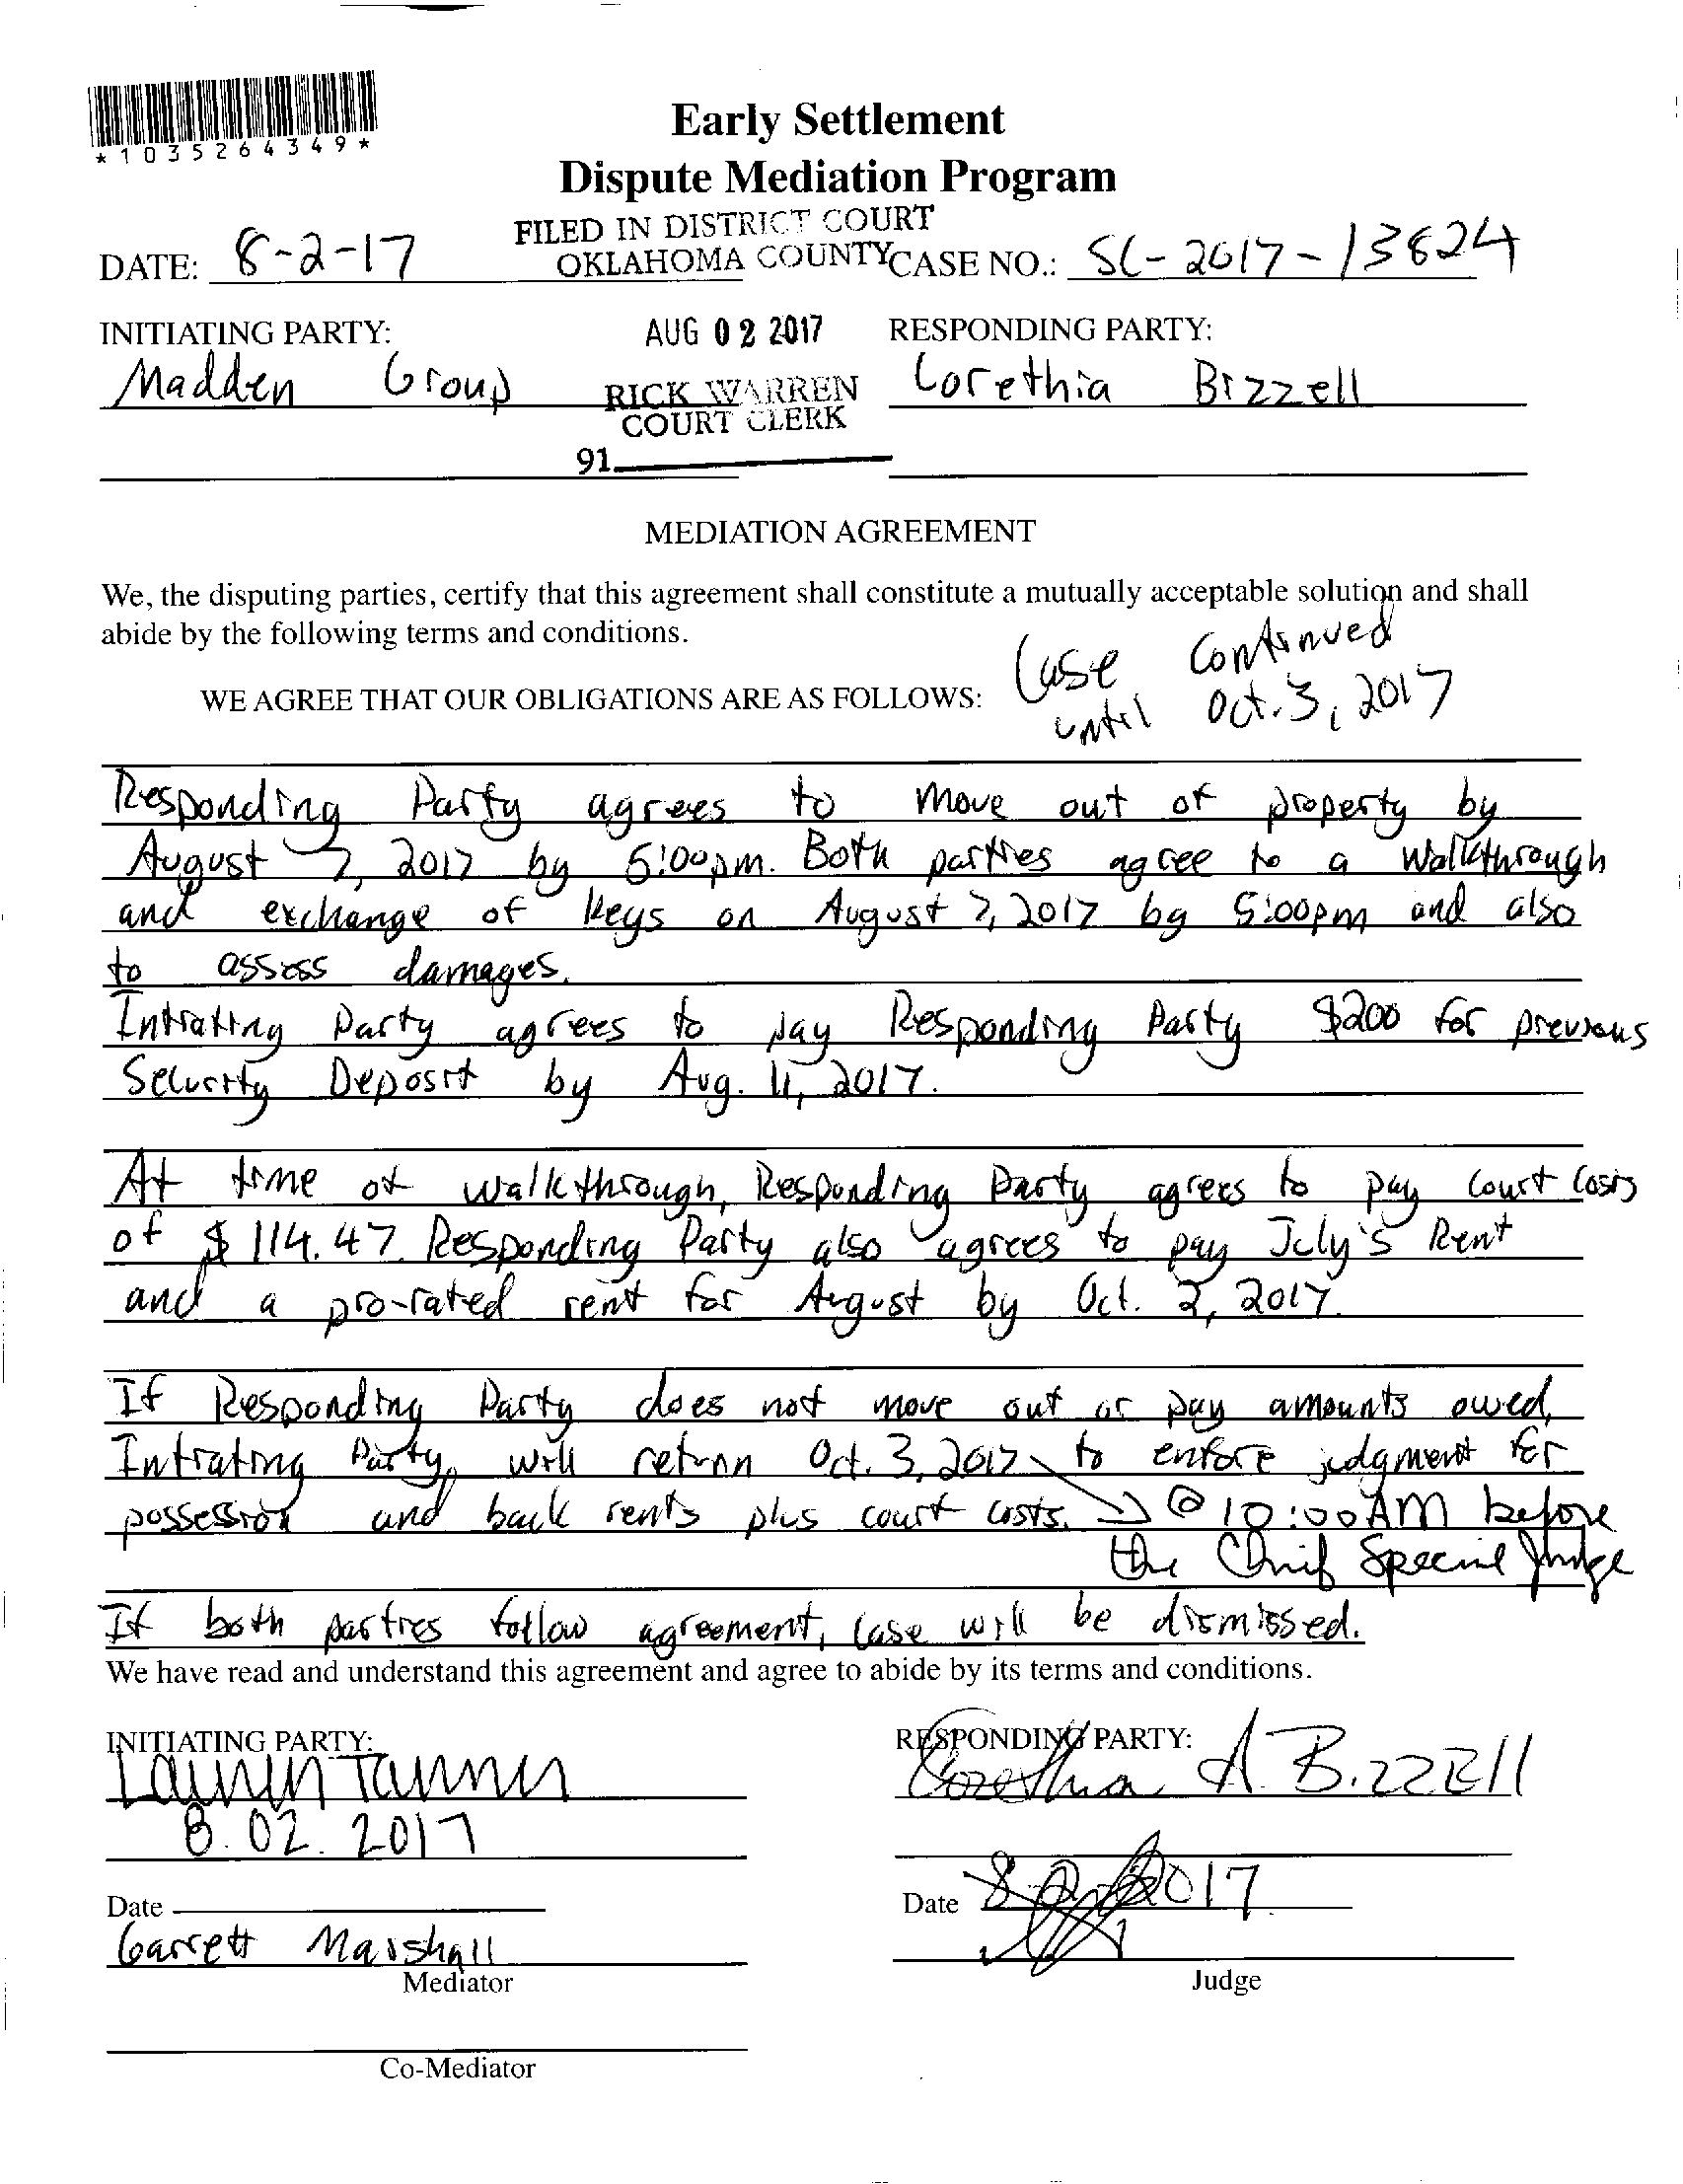 *1035264349*
Early Settlement
Dispute Mediation Program
FILED IN DISTRICT COURT
OKLAHOMA COUNTY
DATE: 8-2-17
CASE NO.: SC-2017-13824
INITIATING PARTY:
AUG 02 2017
RESPONDING PARTY:
Madden Group
RICK WARREN
COURT CLERK
Corethia Bizzell
91
MEDIATION AGREEMENT
We, the disputing parties, certify that this agreement shall constitute a mutually acceptable solution and shall
abide by the following terms and conditions.
Case Continued
until Oct. 3, 2017
WE AGREE THAT OUR OBLIGATIONS ARE AS FOLLOWS:
Responding Party agrees to move out of property by
August 7, 2017 by 5:00pm. Both parties agree to a walkthrough
and exchange of keys on August 7, 2017 by 5:00pm and also
to assess damages.
Initiating Party agrees to pay Responding Party $200 for previous
Security Deposit by Aug. 11, 2017.
At time of walkthrough, Responding Party agrees to pay court costs
of $114.47. Responding Party also agrees to pay July's Rent
and a pro-rated rent for August by Oct. 2, 2017.
If Responding Party does not move out or pay amounts owed,
Initiating Party, will return Oct. 3, 2017 to enforce judgment for
possession and back rents plus court costs. @ 10:00 AM before
the Chief Special Judge
If both parties follow agreement, case will be dismissed.
We have read and understand this agreement and agree to abide by its terms and conditions.
INITIATING PARTY:
Lauren Tanner
8.02.2017
RESPONDING PARTY:
Corethia A. Bizzell
Date
Date 8 2 2017
Garrett Marshall
Mediator
Judge
Co-Mediator